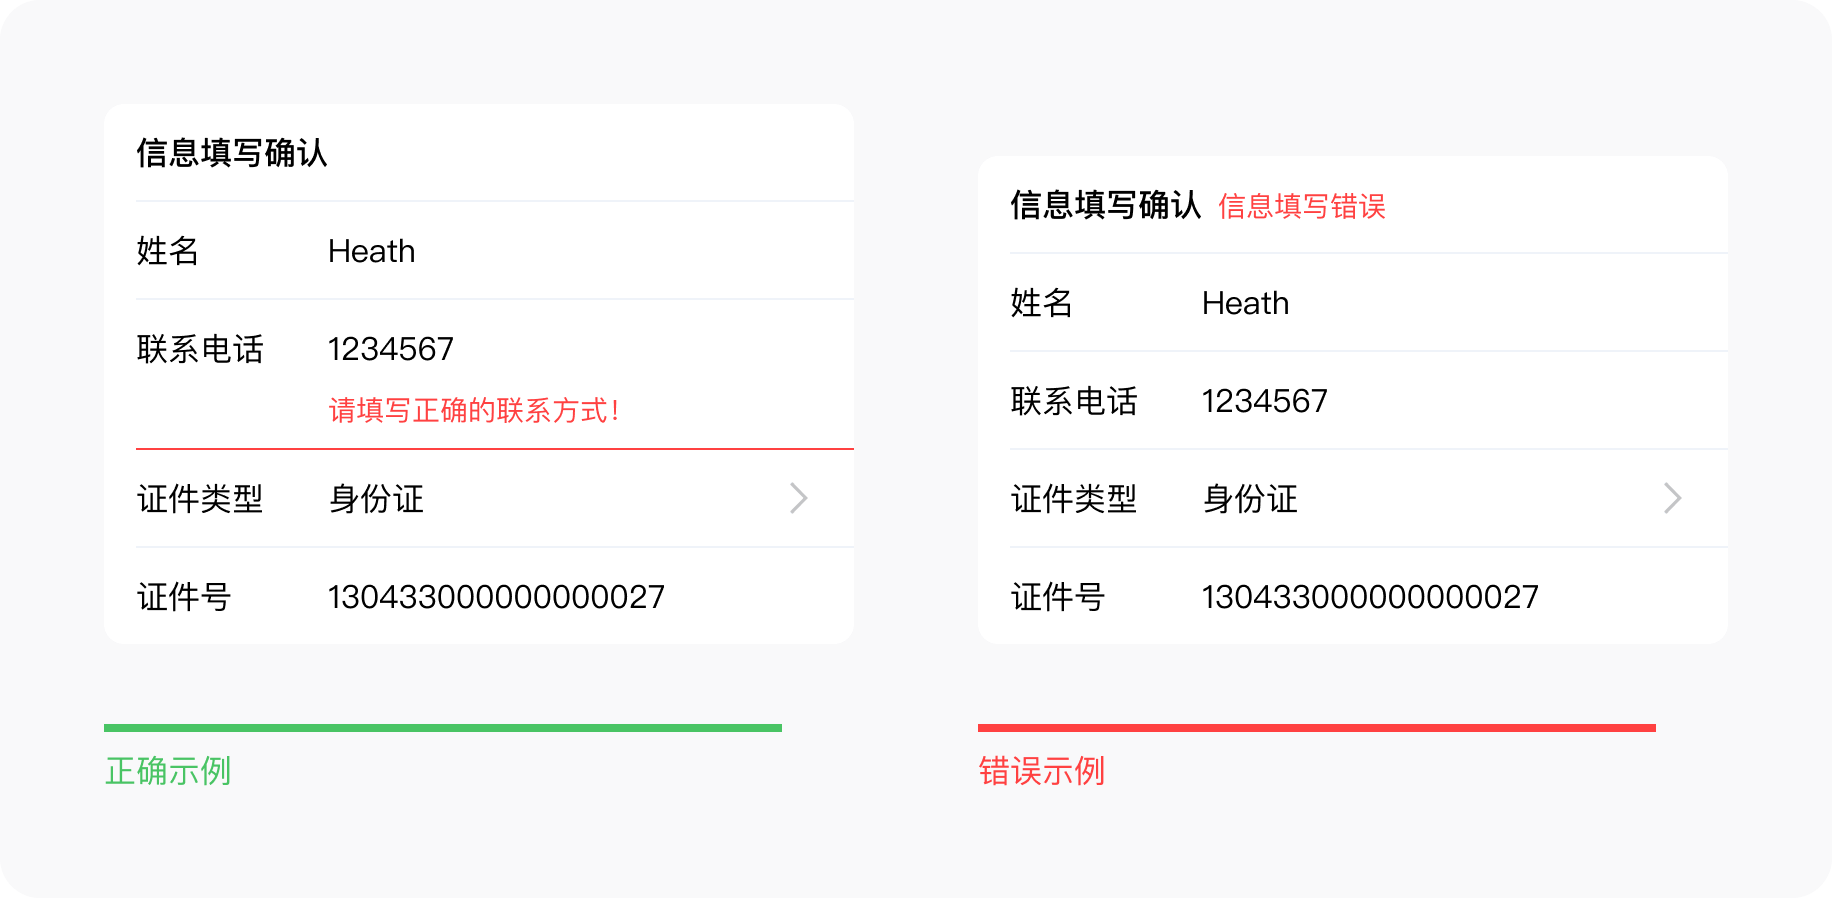 信息填写确认
姓名 Heath
联系电话 1234567
请填写正确的联系方式！
证件类型 身份证
证件号 130433000000000027
正确示例
信息填写确认 信息填写错误
姓名 Heath
联系电话 1234567
证件类型 身份证
证件号 130433000000000027
错误示例